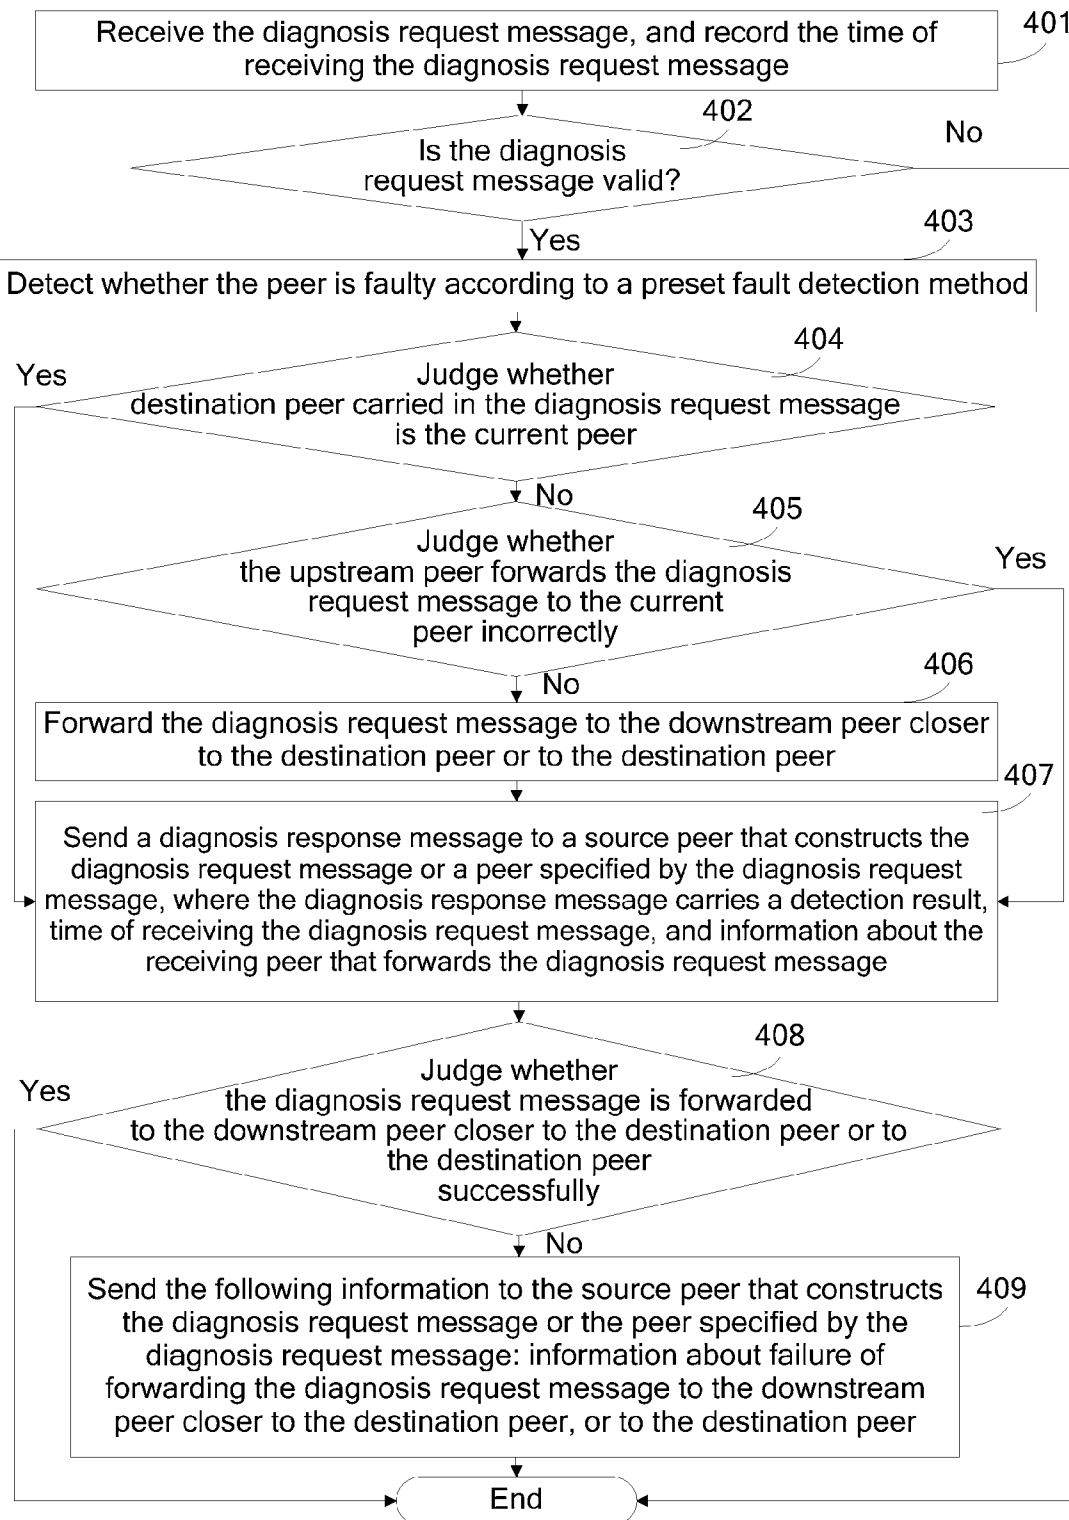 Receive the diagnosis request message, and record the time of
receiving the diagnosis request message
401
402
Is the diagnosis
request message valid?
No
Yes
403
Detect whether the peer is faulty according to a preset fault detection method
404
Yes
Judge whether
destination peer carried in the diagnosis request message
is the current peer
No
405
Judge whether
the upstream peer forwards the diagnosis
request message to the current
peer incorrectly
Yes
No
406
Forward the diagnosis request message to the downstream peer closer
to the destination peer or to the destination peer
407
Send a diagnosis response message to a source peer that constructs the
diagnosis request message or a peer specified by the diagnosis request
message, where the diagnosis response message carries a detection result,
time of receiving the diagnosis request message, and information about the
receiving peer that forwards the diagnosis request message
408
Yes
Judge whether
the diagnosis request message is forwarded
to the downstream peer closer to the destination peer or to
the destination peer
successfully
No
Send the following information to the source peer that constructs
the diagnosis request message or the peer specified by the
diagnosis request message: information about failure of
forwarding the diagnosis request message to the downstream
peer closer to the destination peer, or to the destination peer
409
End